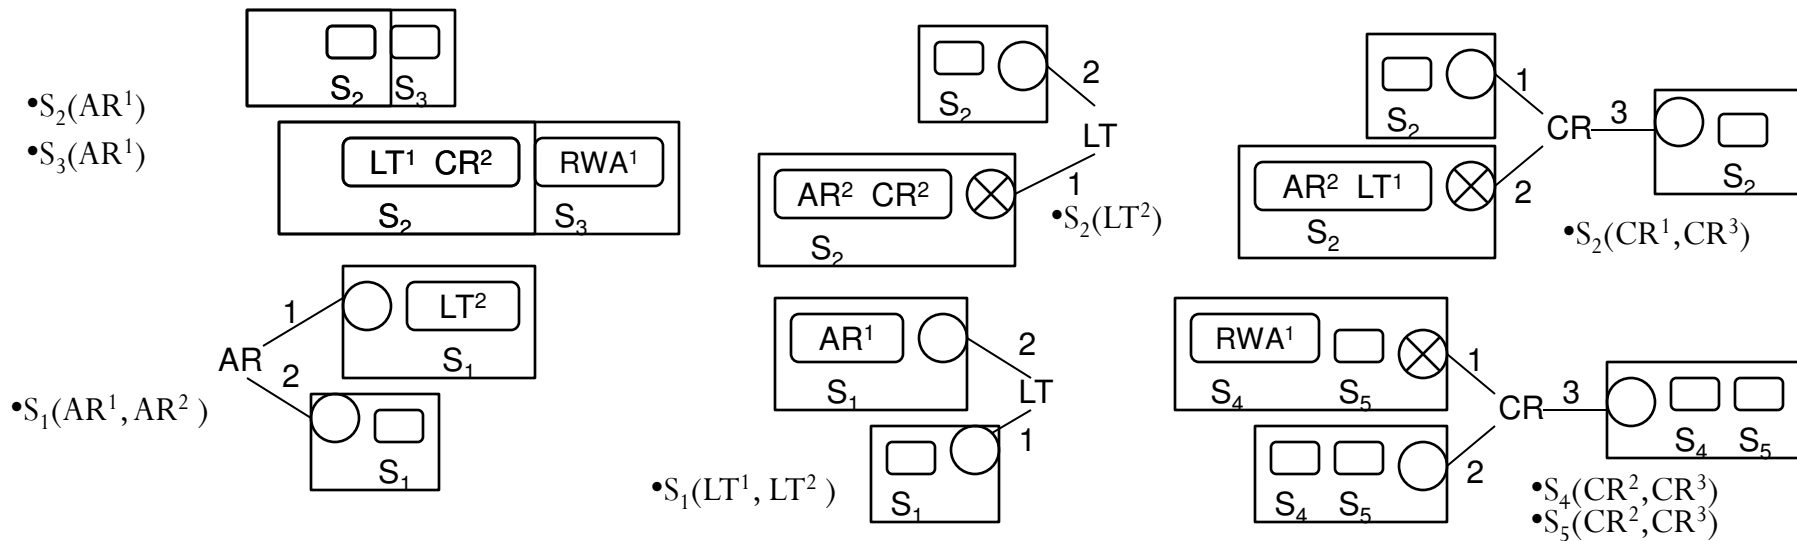 S₂ S₃
•S₂(AR¹)
•S₃(AR¹)
LT¹ CR² RWA¹
S₂ S₃
1
LT²
S₁
AR
2
•S₁(AR¹, AR² )
S₁
2
S₂
LT
1
AR² CR²
S₂
•S₂(LT²)
AR¹
2
S₁
LT
1
S₁
•S₁(LT¹, LT² )
1
S₂
CR 3
S₂
2
AR² LT¹
S₂
•S₂(CR¹, CR³)
RWA¹
1
S₄ S₅
CR 3
S₄ S₅
2
S₄ S₅
•S₄(CR², CR³)
•S₅(CR², CR³)